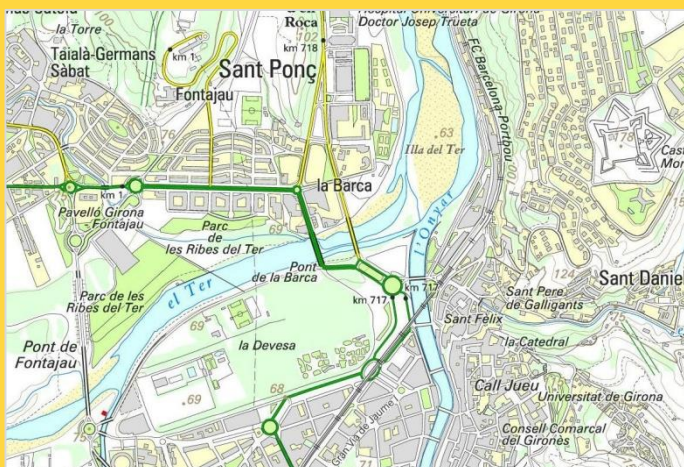 Roca
Hospital Universitari de Girona
Doctor Josep Trueta
la Torre
102
km 718
Taialà-Germans
Sàbat
km 1
Sant Ponç
Fontajau
FC Barcelona-Portbou
76
63
Illa del Ter
178
la Barca
km 1
Pavelló Girona
- Fontajau
Parc
de
les Ribes del Ter
69
l'Onyar
Pont
de la Barca
124
Sant Daniel
el Ter
km 717
km 717
Sant Pere
de Galligants
Parc de les
Ribes del Ter
69
Sant Fèlix
la Catedral
Pont de
Fontajau
la Devesa
Call Jueu
68
69
Universitat de Girona
Gran Via de Jaume I
Consell Comarcal
del Gironès
71